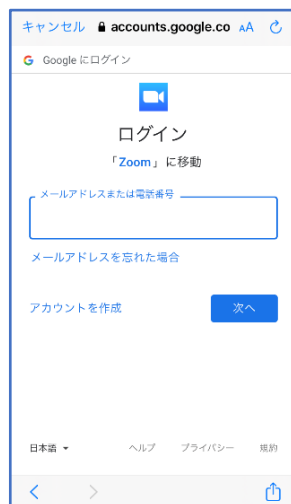 キャンセル accounts.google.co AA
G Google にログイン
ログイン
「Zoom」に移動
メールアドレスまたは電話番号
メールアドレスを忘れた場合
アカウントを作成 次へ
日本語 ヘルプ プライバシー 規約